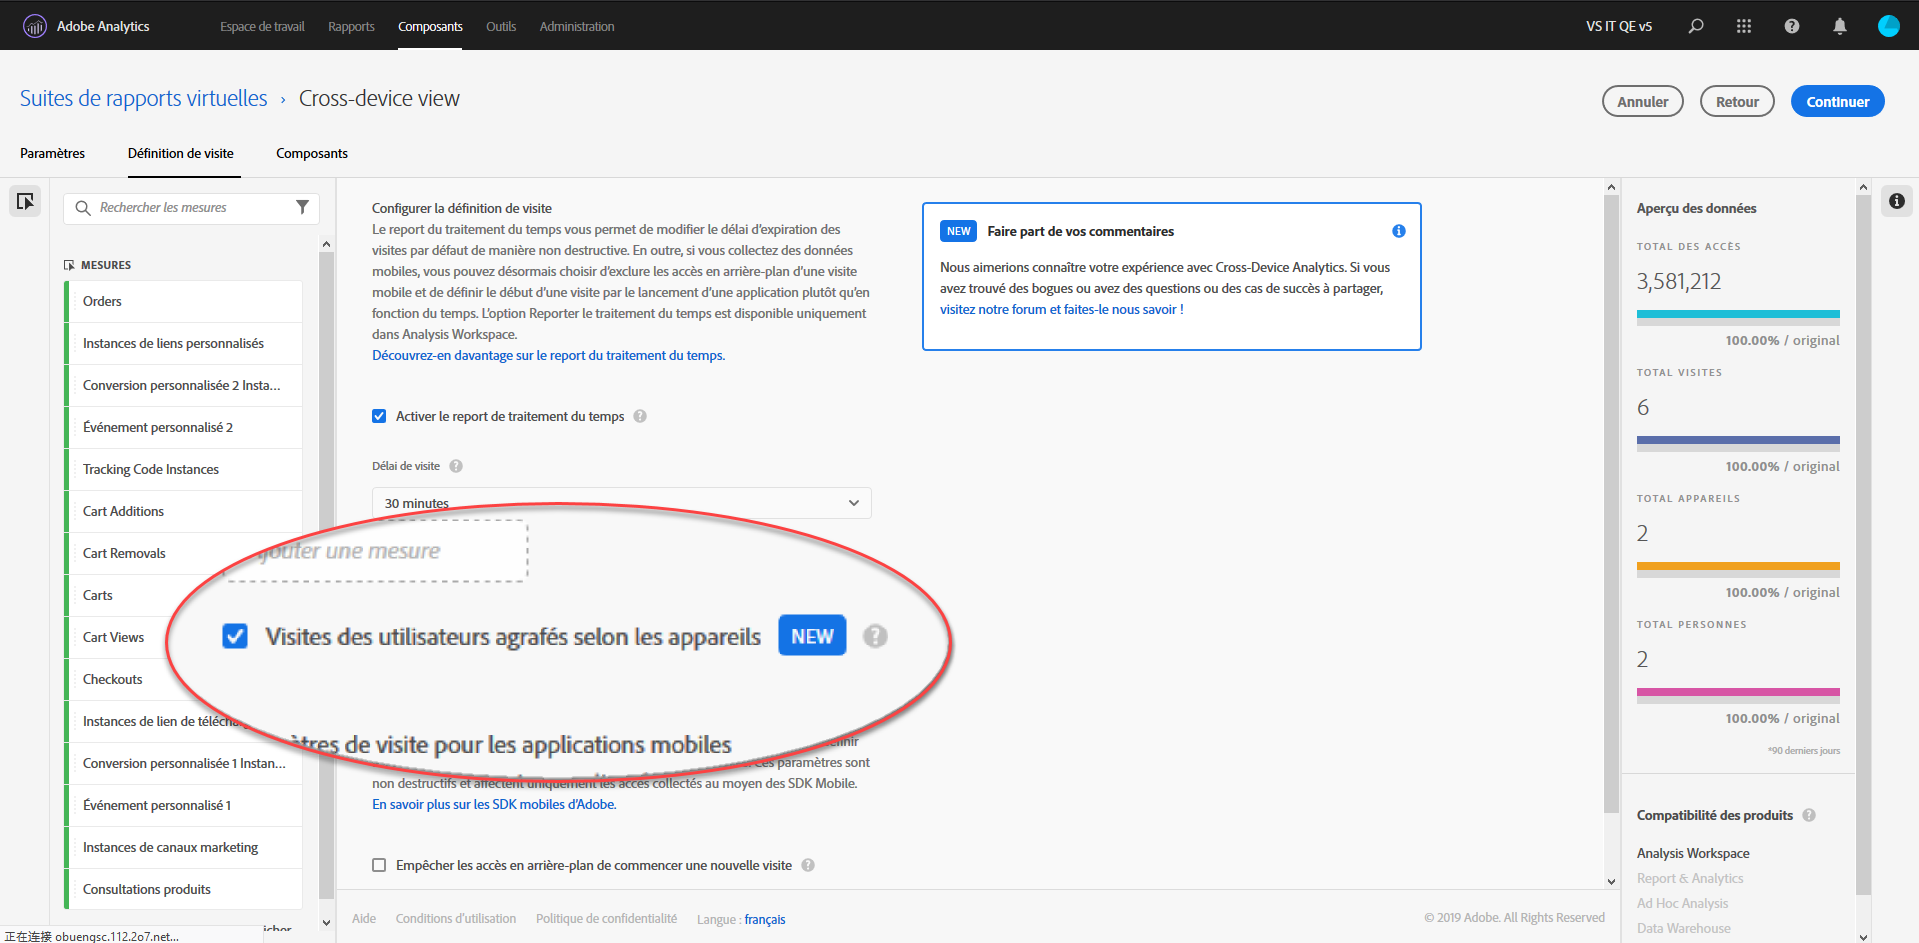 Adobe Analytics
Espace de travail
Rapports
Composants
Outils
Administration
VS IT QE v5
Suites de rapports virtuelles › Cross-device view
Annuler
Retour
Continuer
Paramètres
Définition de visite
Composants
Rechercher les mesures
MESURES
Orders
Instances de liens personnalisés
Conversion personnalisée 2 Insta...
Événement personnalisé 2
Tracking Code Instances
Cart Additions
Cart Removals
Carts
Cart Views
Checkouts
Instances de lien de téléchar
Conversion personnalisée 1 Instan...
Événement personnalisé 1
Instances de canaux marketing
Consultations produits
Configurer la définition de visite
Le report du traitement du temps vous permet de modifier le délai d’expiration des
visites par défaut de manière non destructive. En outre, si vous collectez des données
mobiles, vous pouvez désormais choisir d’exclure les accès en arrière-plan d’une visite
mobile et de définir le début d’une visite par le lancement d’une application plutôt qu’en
fonction du temps. L’option Reporter le traitement du temps est disponible uniquement
dans Analysis Workspace.
Découvrez-en davantage sur le report du traitement du temps.
Activer le report de traitement du temps
Délai de visite
30 minutes
jouter une mesure
Visites des utilisateurs agrafés selon les appareils NEW
ètres de visite pour les applications mobiles
paramètres sont
non destructifs et affectent uniquement les accès collectés au moyen des SDK Mobile.
En savoir plus sur les SDK mobiles d’Adobe.
Empêcher les accès en arrière-plan de commencer une nouvelle visite
NEW Faire part de vos commentaires
Nous aimerions connaître votre expérience avec Cross-Device Analytics. Si vous
avez trouvé des bogues ou avez des questions ou des cas de succès à partager,
visitez notre forum et faites-le nous savoir !
Aperçu des données
TOTAL DES ACCÈS
3,581,212
100.00% / original
TOTAL VISITES
6
100.00% / original
TOTAL APPAREILS
2
100.00% / original
TOTAL PERSONNES
2
100.00% / original
*90 derniers jours
Compatibilité des produits
Analysis Workspace
Report & Analytics
Ad Hoc Analysis
Data Warehouse
Aide
Conditions d’utilisation
Politique de confidentialité
Langue : français
© 2019 Adobe. All Rights Reserved
正在连接 obuengsc.112.2o7.net...